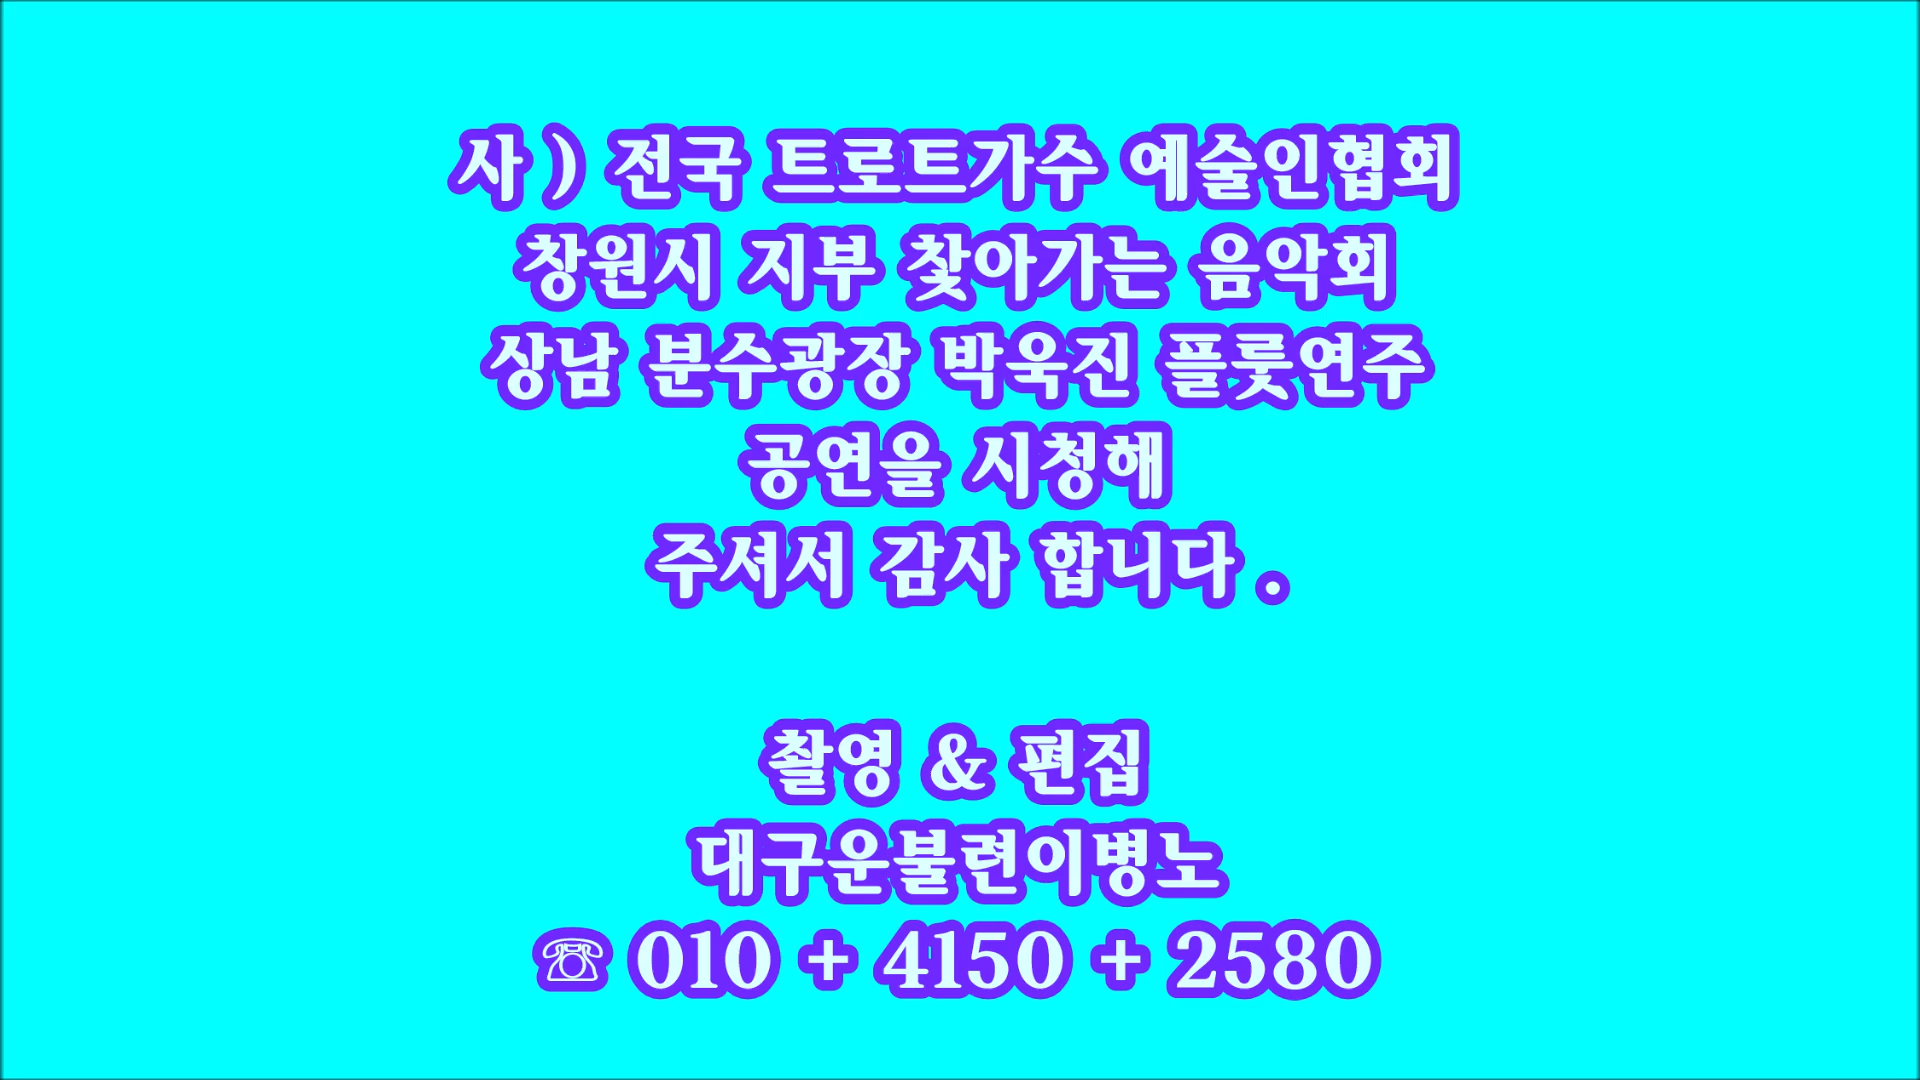 사 ) 전국 트로트가수 예술인협회
창원시 지부 찾아가는 음악회
상남 분수광장 박욱진 플룻연주
공연을 시청해
주셔서 감사 합니다 .
촬영 & 편집
대구운불련이병노
☏ 010 + 4150 + 2580